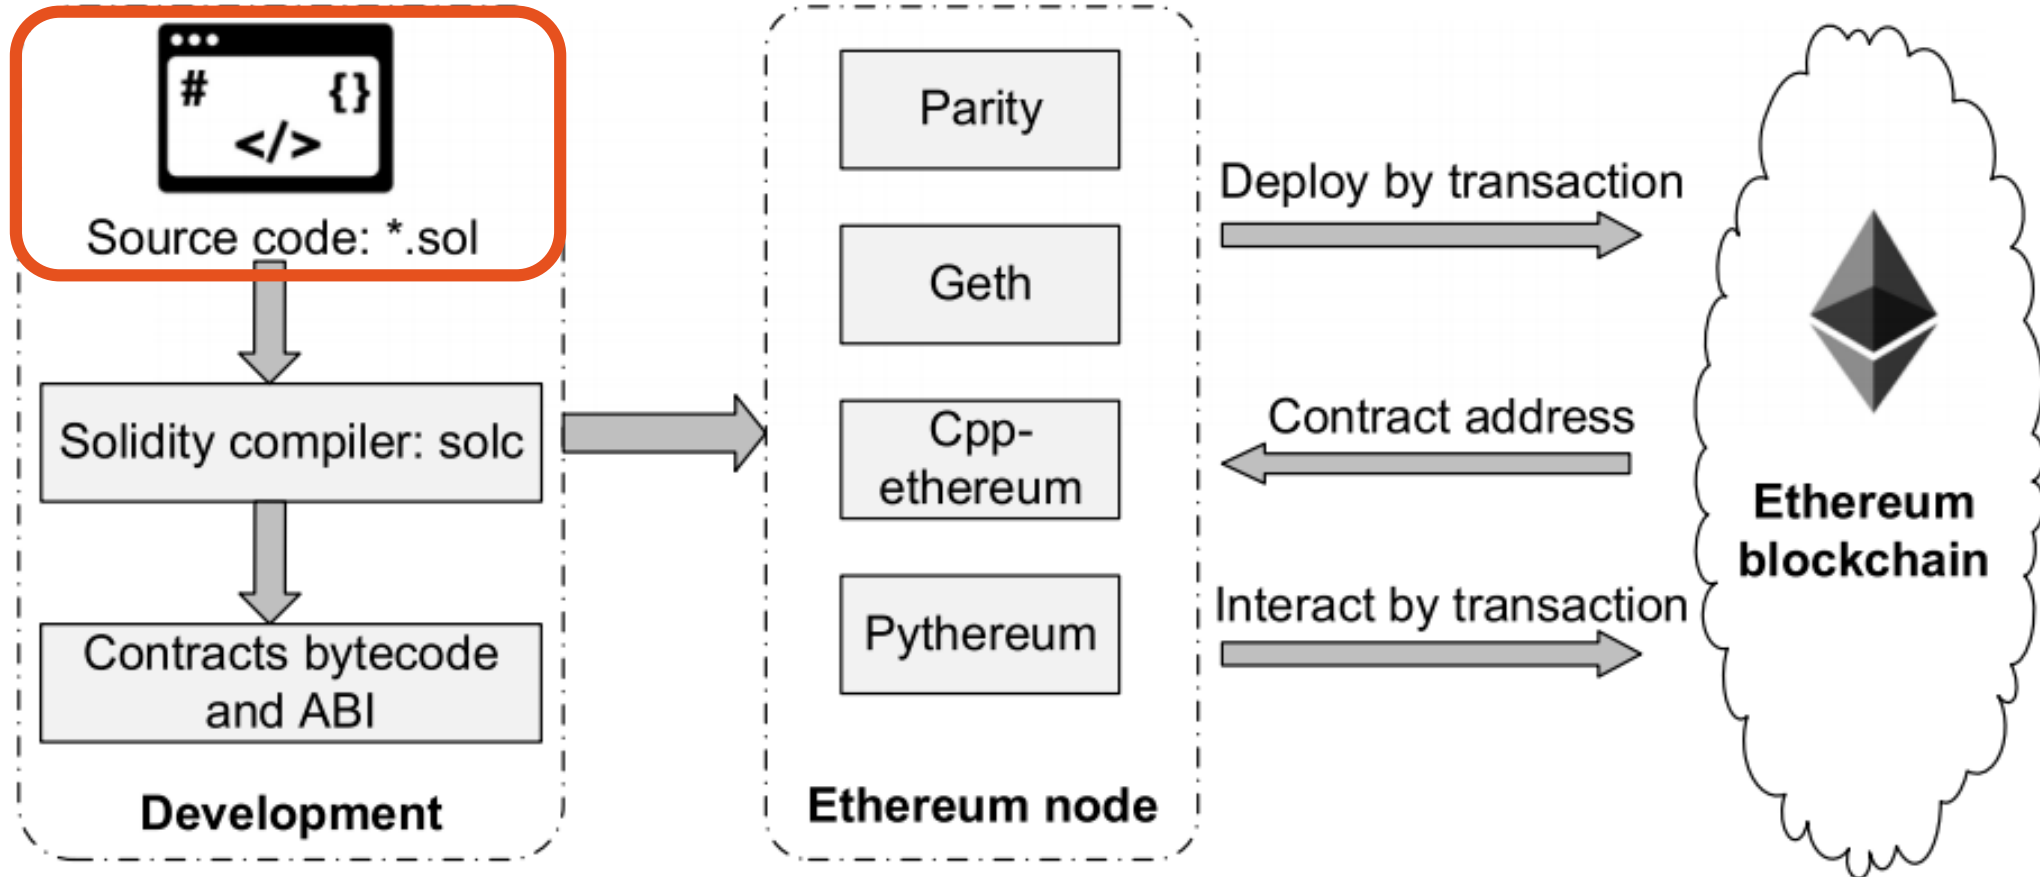 # {}
</>
Source code: *.sol
Solidity compiler: solc
Contracts bytecode
and ABI
Development
Parity
Geth
Cpp-
ethereum
Pythereum
Ethereum node
Deploy by transaction
Contract address
Interact by transaction
Ethereum
blockchain